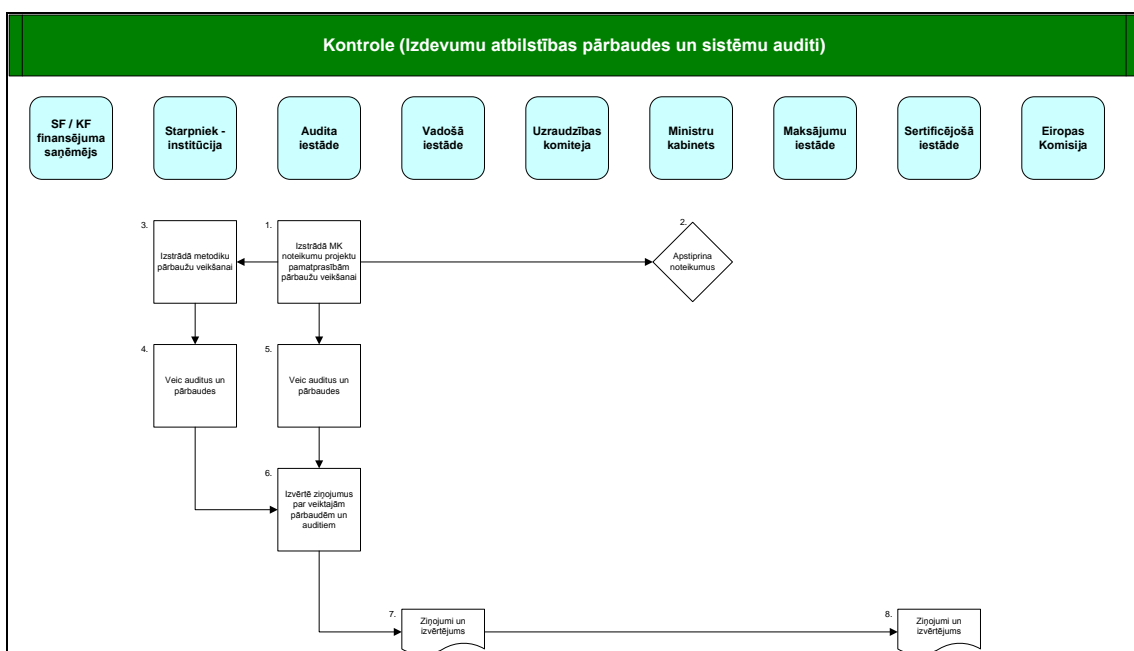 Kontrole (Izdevumu atbilstības pārbaudes un sistēmu auditi)
SF / KF
finansējuma
saņēmējs
Starpniek -
institūcija
Audita
iestāde
Vadošā
iestāde
Uzraudzības
komiteja
Ministru
kabinets
Maksājumu
iestāde
Sertificējošā
iestāde
Eiropas
Komisija
3.
Izstrādā metodiku
pārbaužu veikšanai
1.
Izstrādā MK
noteikumu projektu
pamatprasībām
pārbaužu veikšanai
2.
Apstiprina
noteikumus
4.
Veic auditus un
pārbaudes
5.
Veic auditus un
pārbaudes
6.
Izvērtē ziņojumus
par veiktajām
pārbaudēm un
auditiem
7.
Ziņojumi un
izvērtējums
8.
Ziņojumi un
izvērtējums